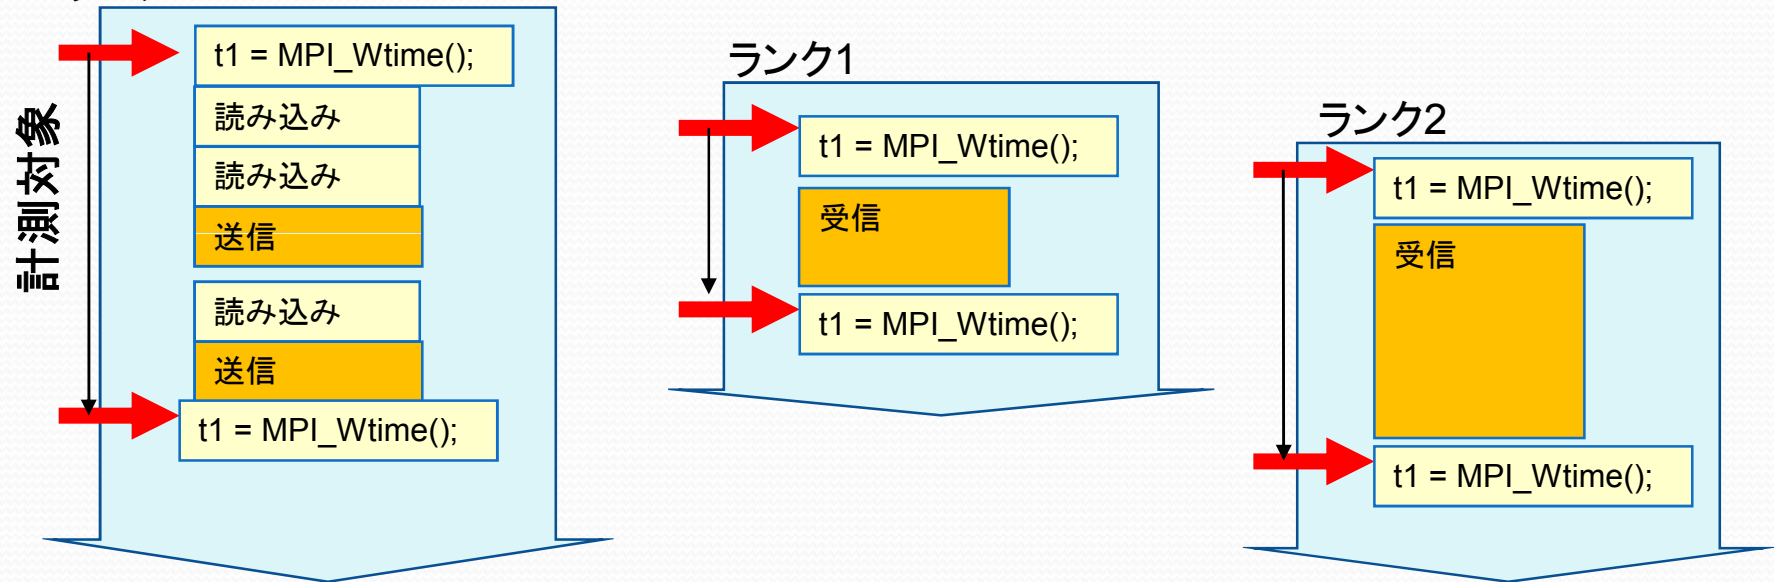 計測対象
t1 = MPI_Wtime();
読み込み
読み込み
送信
読み込み
送信
t1 = MPI_Wtime();
ランク1
t1 = MPI_Wtime();
受信
t1 = MPI_Wtime();
ランク2
t1 = MPI_Wtime();
受信
t1 = MPI_Wtime();